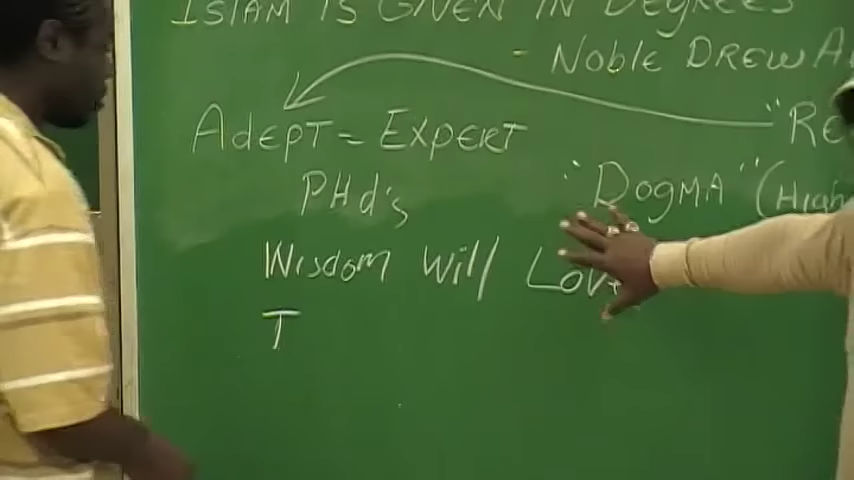 ISLAM IS GIVEN IN DEGREES
- NOBLE DREW A
ADEPT = EXPERT
"RE
PHd's
"DOGMA" (High
WISDOM WILL LOVE
T